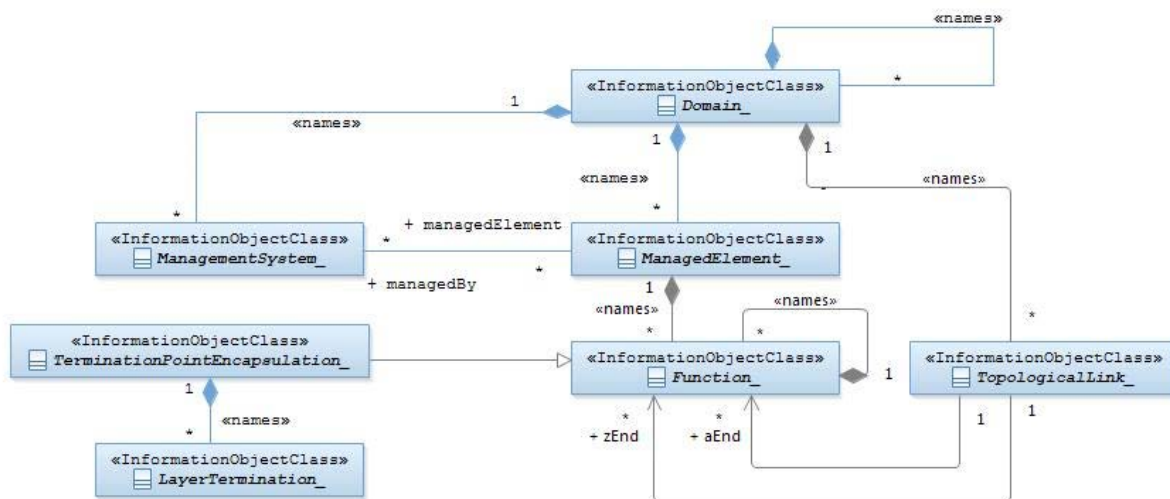 «names»
«InformationObjectClass»
Domain_
*
1
«names»
1
1
«names»
«names»
*
*
+ managedElement
«InformationObjectClass»
ManagementSystem_
*
*
+ managedBy
«InformationObjectClass»
ManagedElement_
1
«names»
«names»
*
*
*
«InformationObjectClass»
TerminationPointEncapsulation_
«InformationObjectClass»
Function_
1
«InformationObjectClass»
TopologicalLink_
1
«names»
*
*
+ zEnd
*
+ aEnd
1
1
«InformationObjectClass»
LayerTermination_